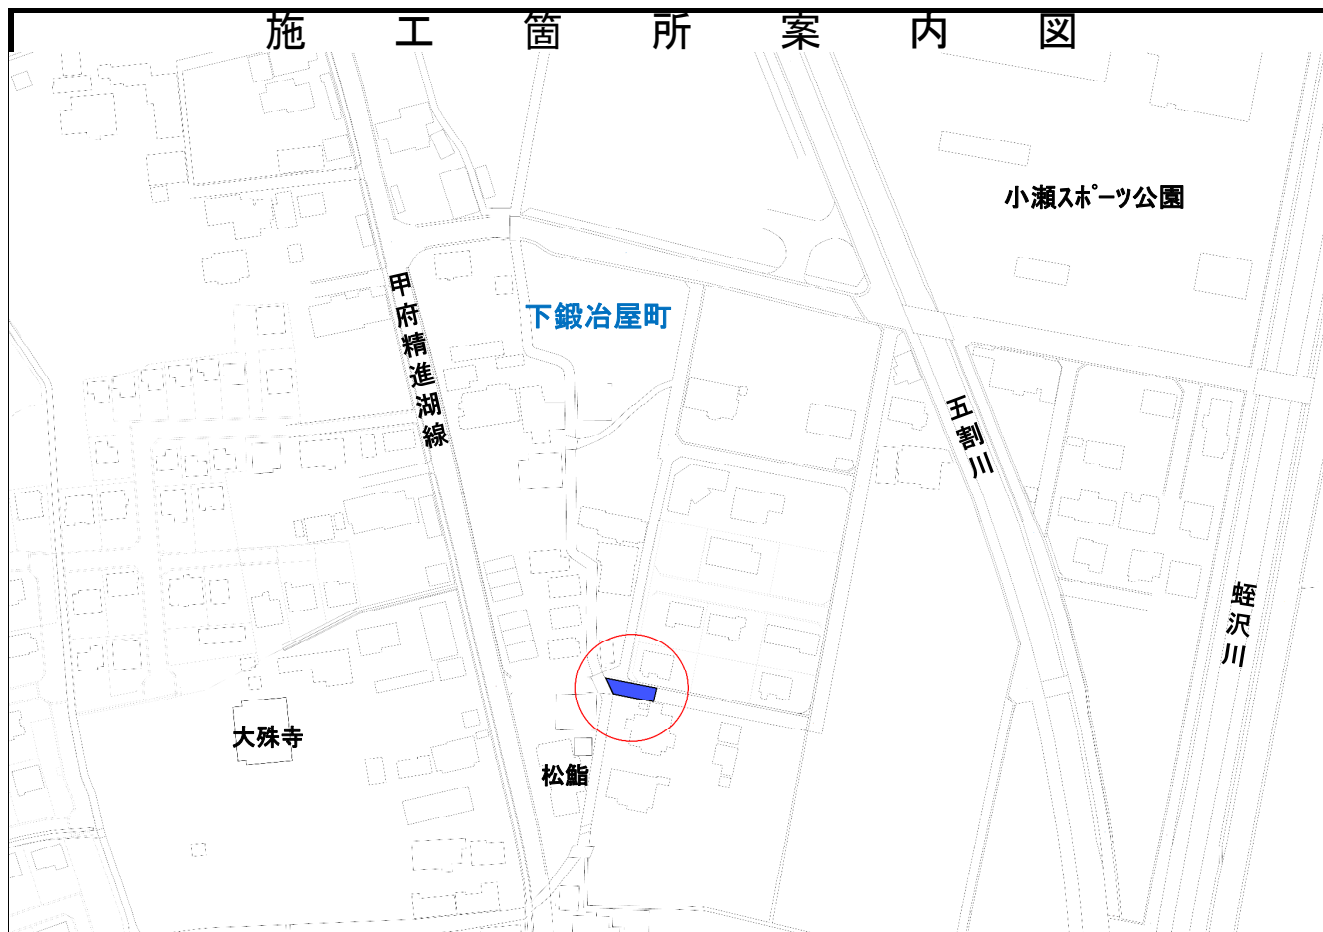 施工箇所案内図
小瀬スポーツ公園
甲府精進湖線
下鍛冶屋町
五割川
蛭沢川
大殊寺
松鮨